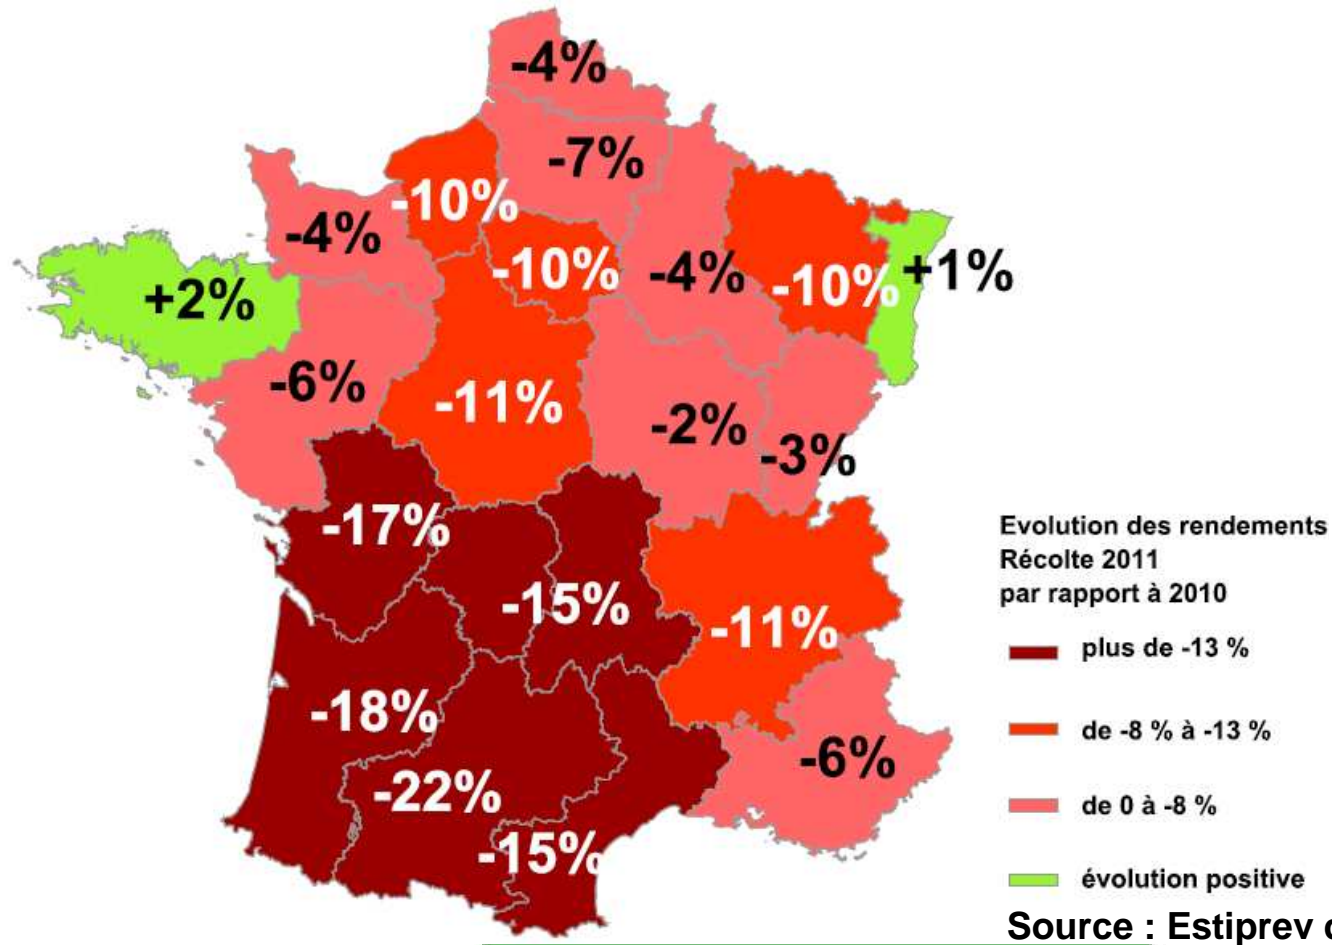 -4%
-7%
-10%
-4%
-10%
-4%
-10%
+1%
+2%
-6%
-11%
-2%
-3%
-17%
-15%
-11%
-18%
-22%
-15%
-6%
Evolution des rendements
Récolte 2011
par rapport à 2010
plus de -13 %
de -8 % à -13 %
de 0 à -8 %
évolution positive
Source : Estiprev